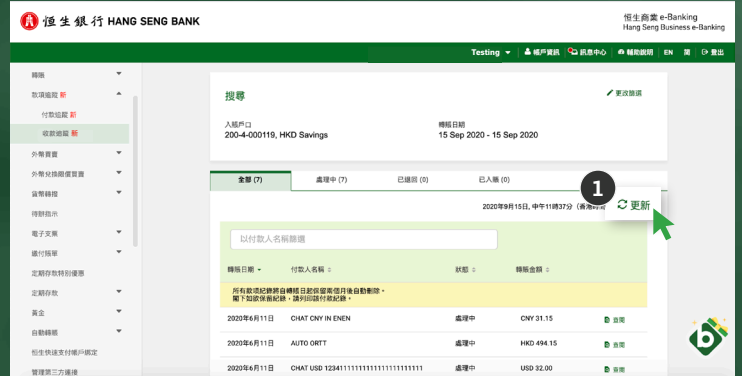 恒生銀行 HANG SENG BANK
恒生商業 e-Banking
Hang Seng Business e-Banking
Testing 帳戶資訊 訊息中心 輔助說明 EN 簡 登出
轉賬
款項追蹤 新
付款追蹤 新
收款追蹤 新
外幣買賣
外幣兌換限價買賣
貨幣轉撥
待辦指示
電子支票
繳付賬單
定期存款特別優惠
定期存款
黃金
自動轉賬
恒生快速支付帳戶綁定
管理第三方連接
搜尋
更改篩選
入賬戶口
200-4-000119, HKD Savings
轉賬日期
15 Sep 2020 - 15 Sep 2020
全部 (7) 處理中 (7) 已退回 (0) 已入賬 (0)
1
2020年9月15日, 中午11時37分
更新
以付款人名稱篩選
轉賬日期 付款人名稱 狀態 轉賬金額
所有款項紀錄將自轉賬日起保留兩個月後自動刪除。
閣下如欲保留紀錄，請列印該付款紀錄。
2020年6月11日 CHAT CNY IN ENEN 處理中 CNY 31.15 查閱
2020年6月11日 AUTO ORTT 處理中 HKD 494.15 查閱
2020年6月11日 CHAT USD 處理中 USD 32.00 查閱
b